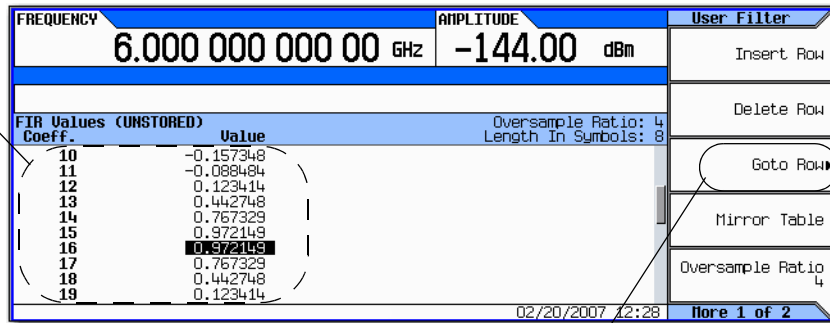 FREQUENCY
AMPLITUDE
User Filter
6.000 000 000 00 GHz
-144.00 dBm
Insert Row
Delete Row
FIR Values (UNSTORED)
Oversample Ratio: 4
Coeff. Value
Length In Symbols: 8
10 -0.157348
11 -0.088484
12 0.123414
13 0.442748
14 0.767329
15 0.972149
16 0.972149
17 0.767329
18 0.442748
19 0.123414
Goto Row
Mirror Table
Oversample Ratio
4
02/20/2007 12:28
More 1 of 2